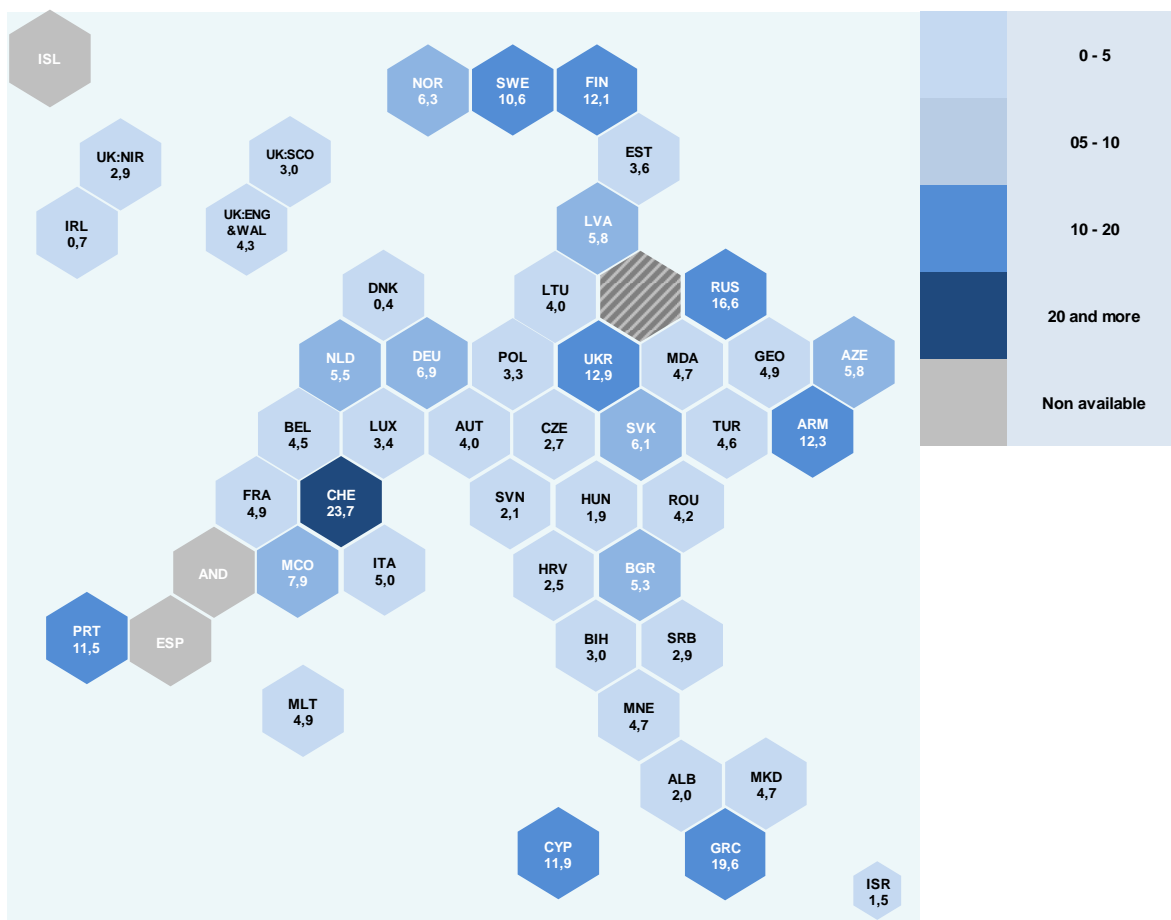 ISL
NOR
6,3
SWE
10,6
FIN
12,1
UK:NIR
2,9
UK:SCO
3,0
EST
3,6
IRL
0,7
UK:ENG
&WAL
4,3
LVA
5,8
DNK
0,4
LTU
4,0
RUS
16,6
NLD
5,5
DEU
6,9
POL
3,3
UKR
12,9
MDA
4,7
GEO
4,9
AZE
5,8
BEL
4,5
LUX
3,4
AUT
4,0
CZE
2,7
SVK
6,1
TUR
4,6
ARM
12,3
FRA
4,9
CHE
23,7
SVN
2,1
HUN
1,9
ROU
4,2
AND
MCO
7,9
ITA
5,0
HRV
2,5
BGR
5,3
PRT
11,5
ESP
BIH
3,0
SRB
2,9
MLT
4,9
MNE
4,7
ALB
2,0
MKD
4,7
CYP
11,9
GRC
19,6
ISR
1,5
0 - 5
05 - 10
10 - 20
20 and more
Non available